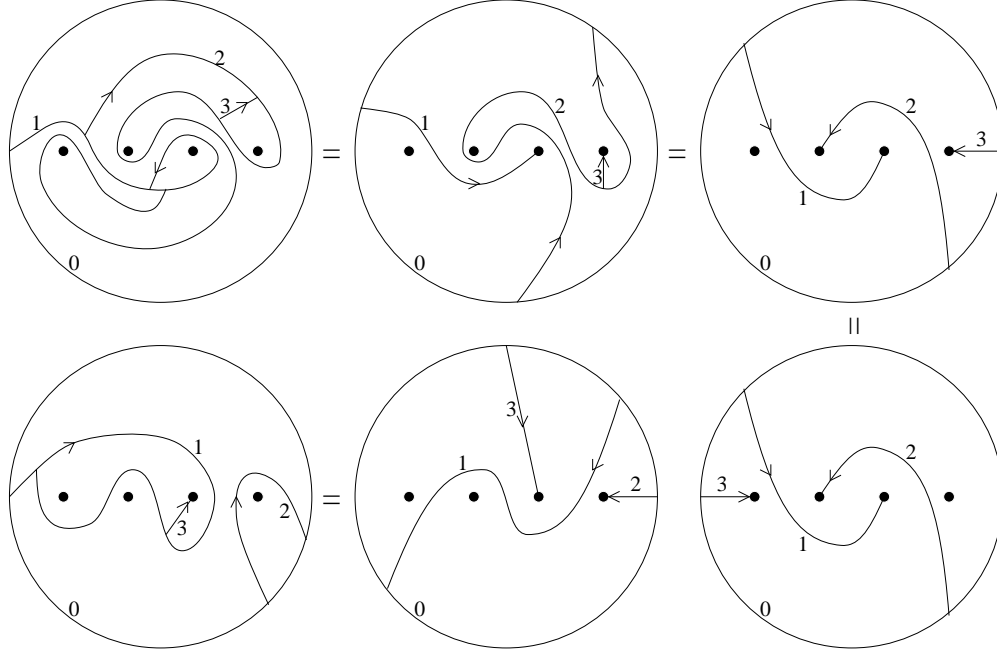 1 2 3 0 = 1 2 3 0 = 1 2 3 0
=
1 3 2 0 = 1 3 2 0 3 1 2 0